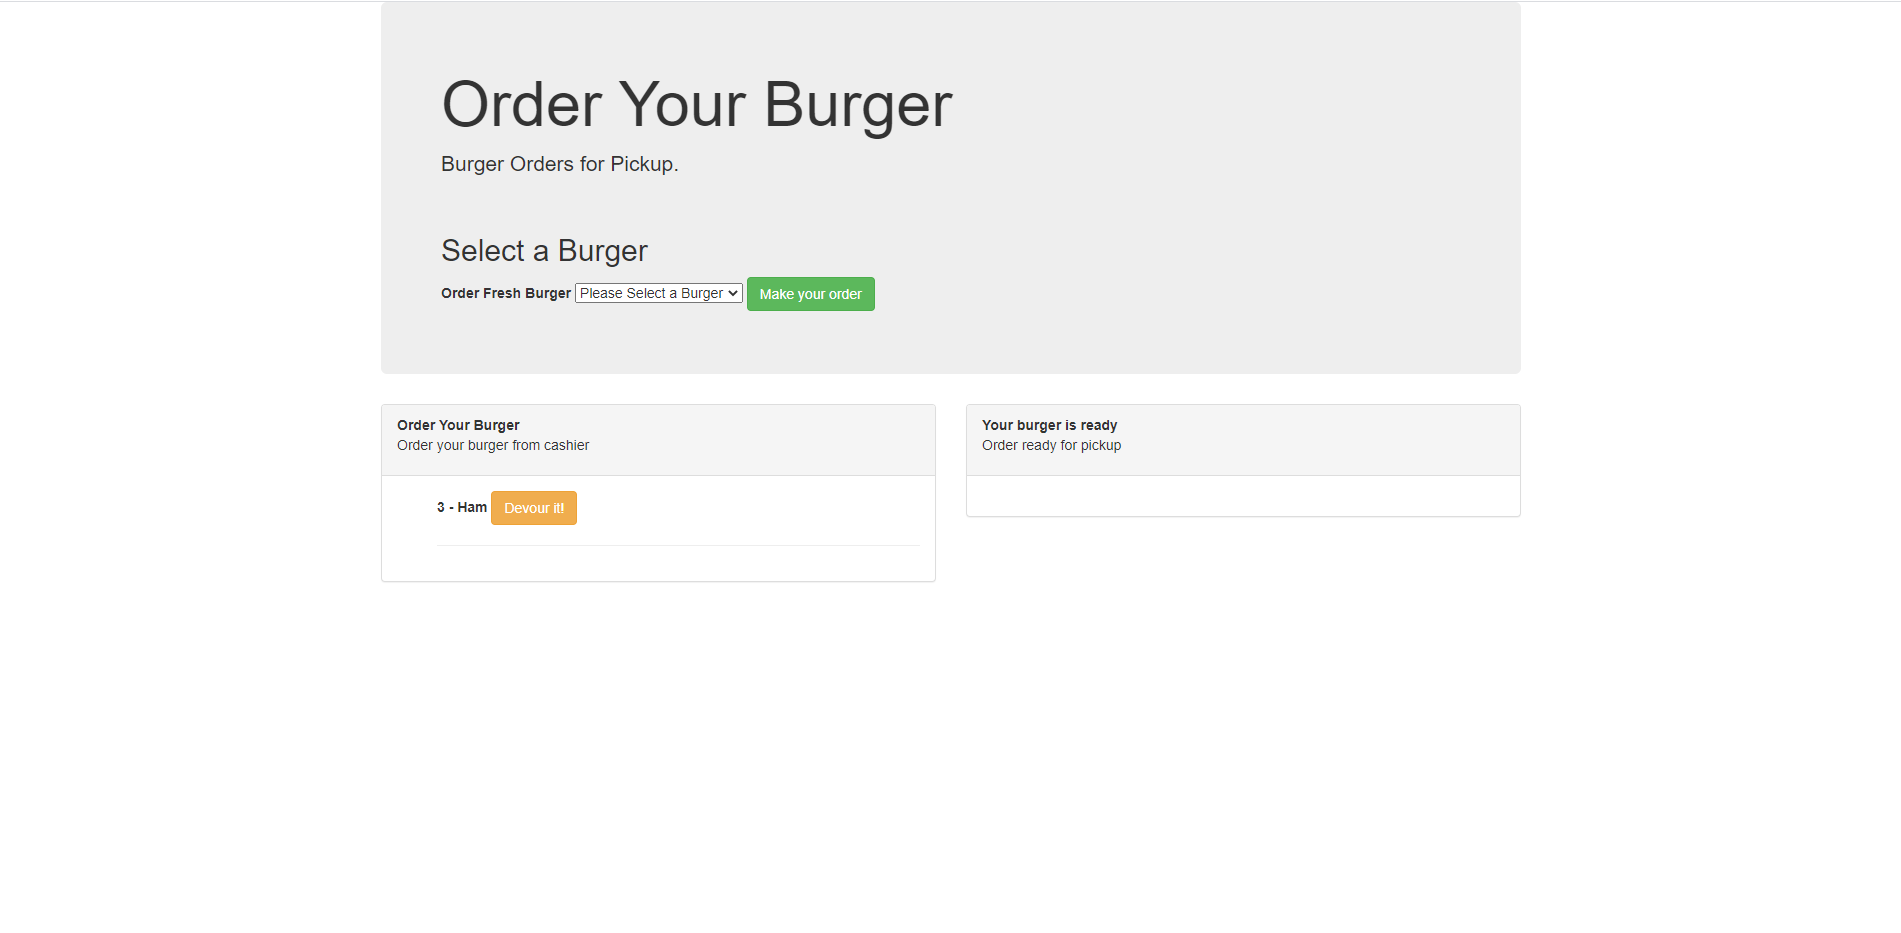 Order Your Burger
Burger Orders for Pickup.
Select a Burger
Order Fresh Burger Please Select a Burger Make your order
Order Your Burger
Order your burger from cashier
3 - Ham Devour it!
Your burger is ready
Order ready for pickup